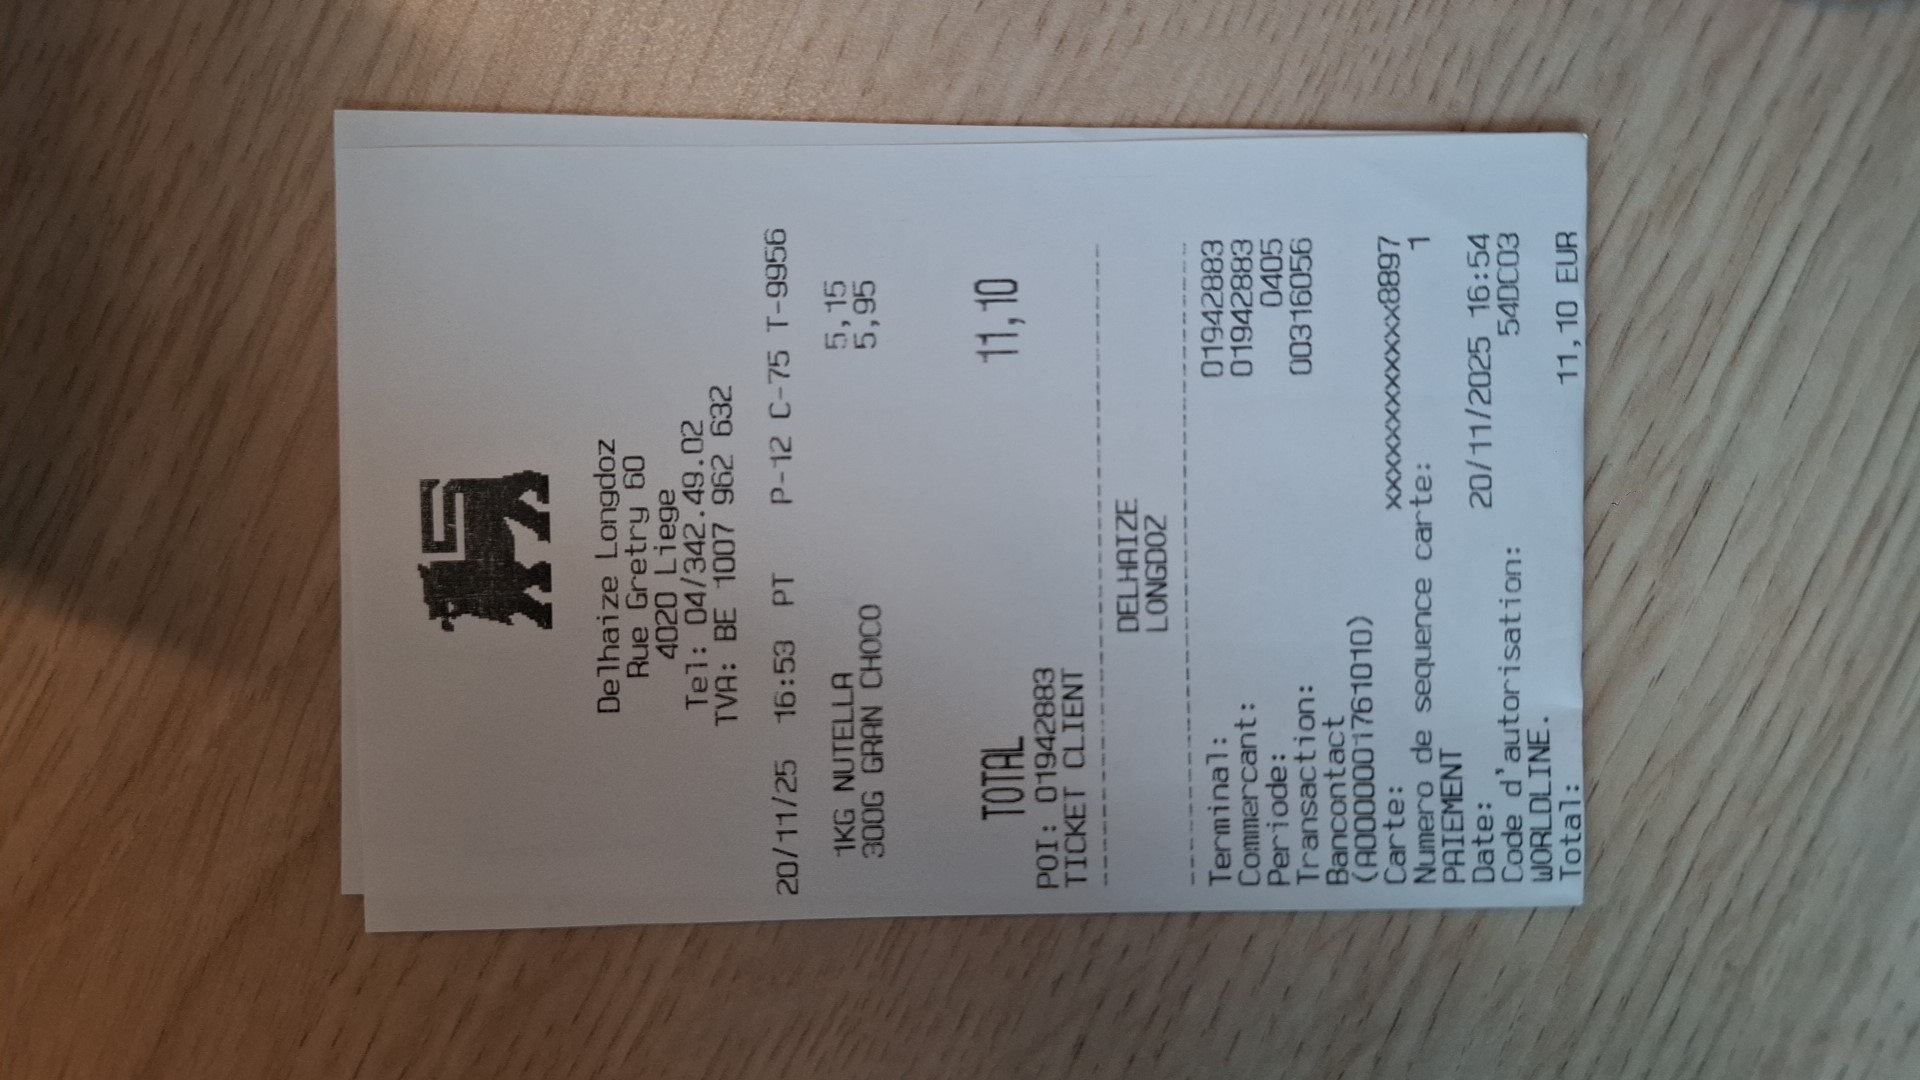 Delhaize Longdoz
Rue Gretry 60
4020 Liege
Tel: 04/342.49.02
TVA: BE 1007 962 632
20/11/25 16:53 PT P-12 C-75 T-9956
1KG NUTELLA 5,15
300G GRAN CHOCO 5,95
TOTAL 11,10
POI: 01942883
TICKET CLIENT
--------------------------------
DELHAIZE
LONGDOZ
--------------------------------
Terminal: 01942883
Commercant: 01942883
Periode: 0405
Transaction: 00316056
Bancontact
(A0000001761010)
Carte: xxxxxxxxxxxxx8897
Numero de sequence carte: 1
PAIEMENT
Date: 20/11/2025 16:54
Code d'autorisation: 54DC03
WORLDLINE.
Total: 11,10 EUR